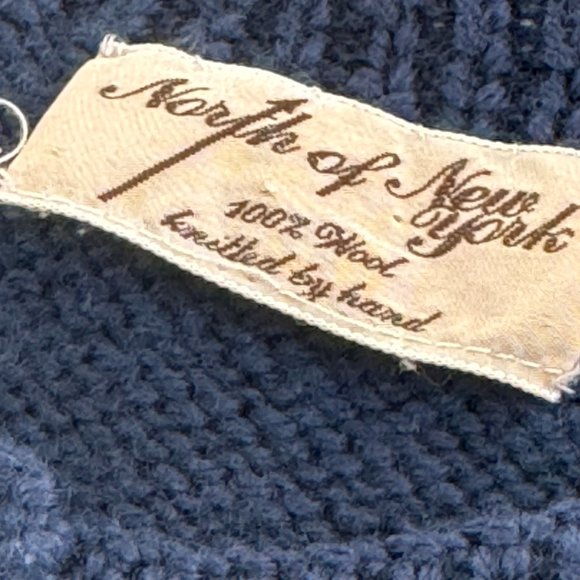 North of New York
100% Wool
knitted by hand